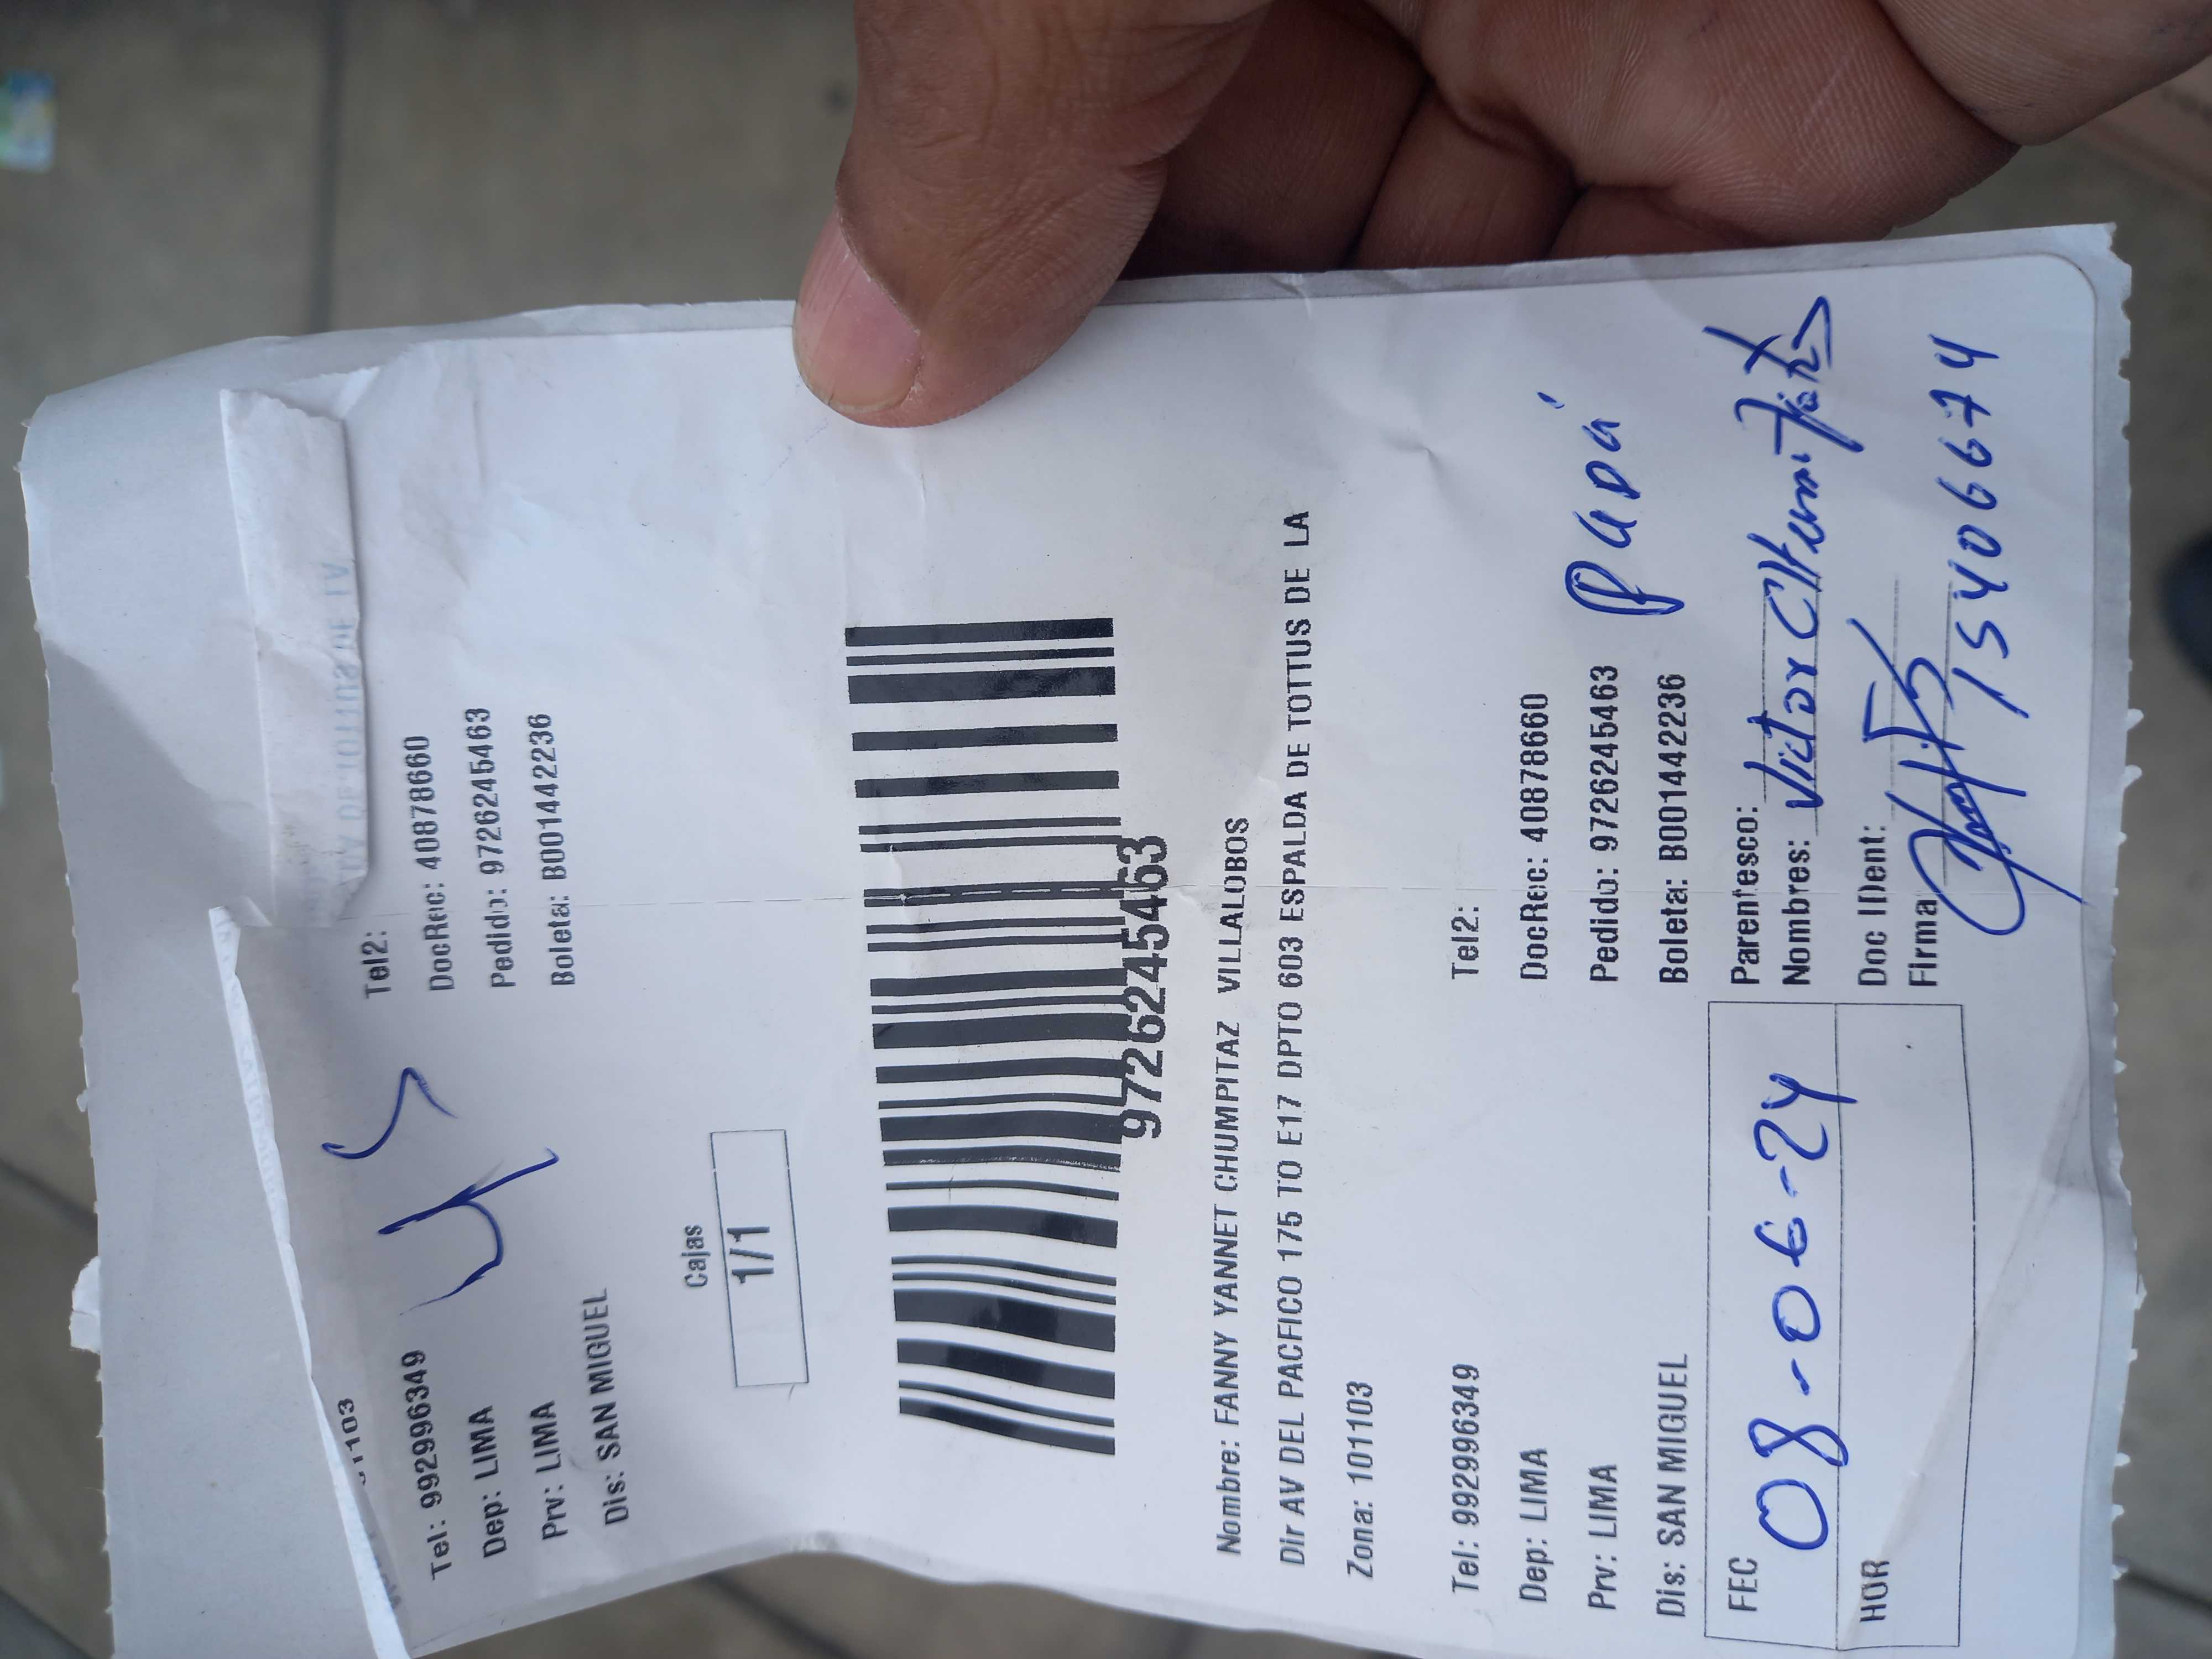 Tel: 992996349 Tel2:
Dep: LIMA DocRec: 40878660
Prv: LIMA Pedido: 9726245463
Dis: SAN MIGUEL Boleta: B001442236
Cajas
1/1
9726245463
Nombre: FANNY YANNET CHUMPITAZ VILLALOBOS
Dir AV DEL PACFICO 175 TO E17 DPTO 603 ESPALDA DE TOTTUS DE LA
Zona: 101103
Tel: 992996349 Tel2:
Dep: LIMA DocRec: 40878660
Prv: LIMA Pedido: 9726245463
Dis: SAN MIGUEL Boleta: B001442236
Papá
FEC 08-06-24
HOR
Parentesco:
Nombres: Victor Chumpitaz
Doc IDent:
Firma 15406674